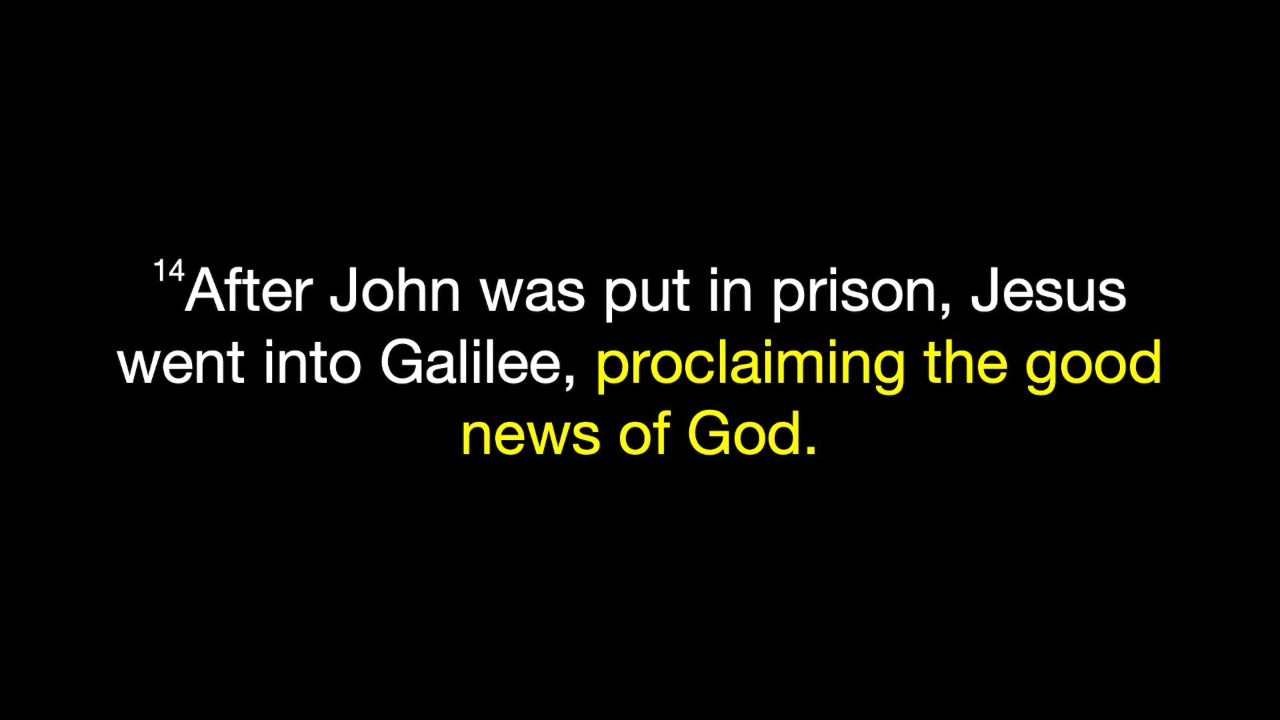 14After John was put in prison, Jesus
went into Galilee, proclaiming the good
news of God.